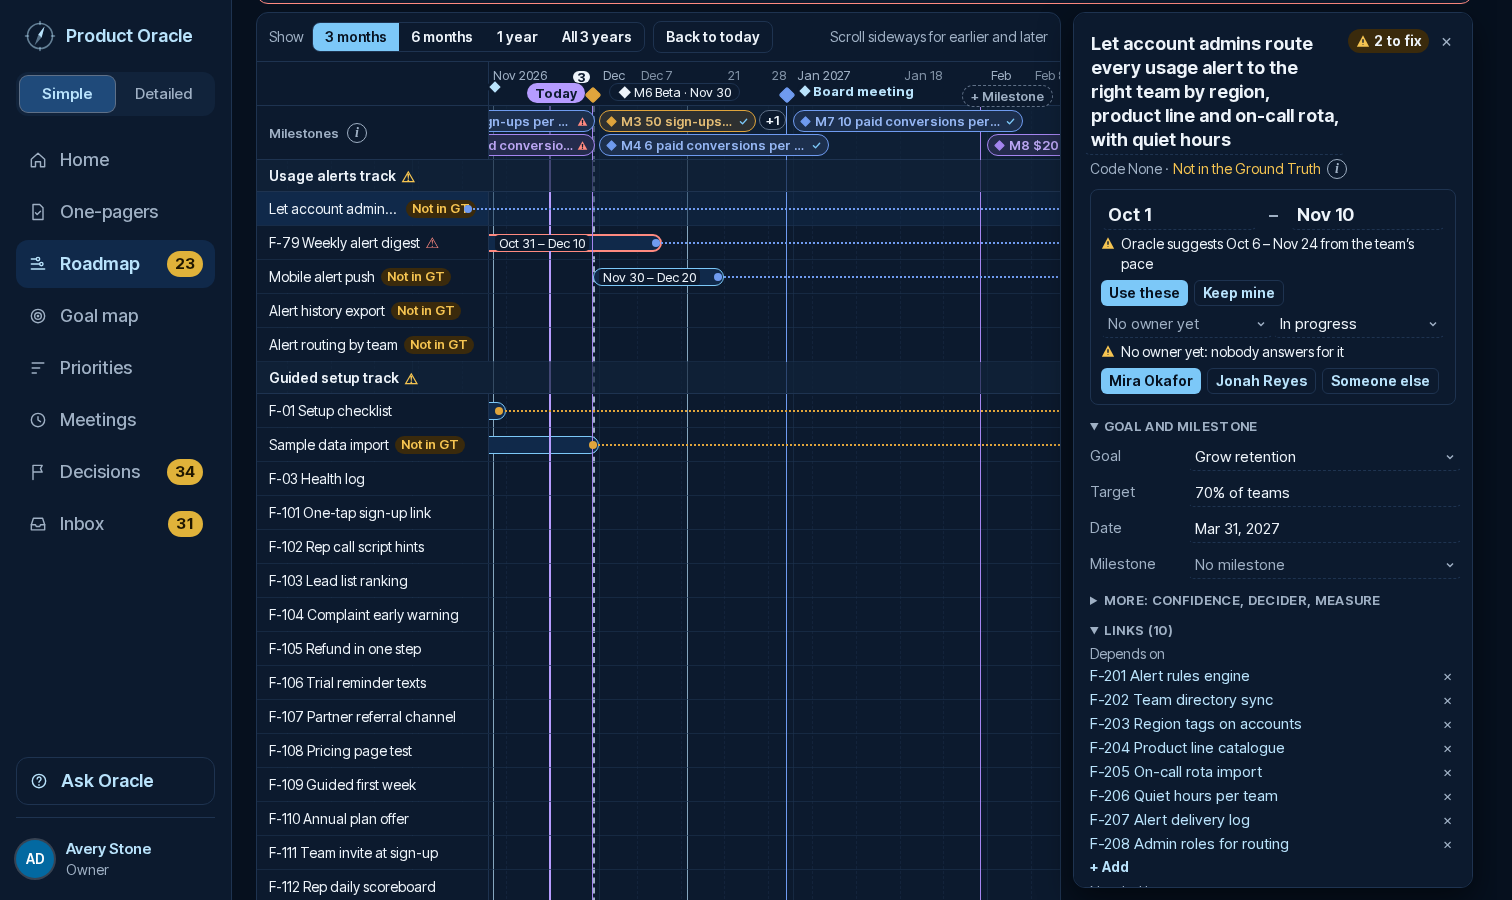 Product Oracle
Simple
Detailed
Home
One-pagers
Roadmap
23
Goal map
Priorities
Meetings
Decisions
34
Inbox
31
Ask Oracle
AD
Avery Stone
Owner
Show
3 months
6 months
1 year
All 3 years
Back to today
Scroll sideways for earlier and later
Nov 2026
3
Dec
Dec 7
21
28
Jan 2027
Jan 18
Feb
Feb
Today
M6 Beta · Nov 30
Board meeting
+ Milestone
Milestones
i
gn-ups per ...
M3 50 sign-ups...
+1
M7 10 paid conversions per...
d conversio...
M4 6 paid conversions per ...
M8 $20
Usage alerts track
Let account admin...
Not in GT
F-79 Weekly alert digest
Oct 31 – Dec 10
Mobile alert push
Not in GT
Nov 30 – Dec 20
Alert history export
Not in GT
Alert routing by team
Not in GT
Guided setup track
F-01 Setup checklist
Sample data import
Not in GT
F-03 Health log
F-101 One-tap sign-up link
F-102 Rep call script hints
F-103 Lead list ranking
F-104 Complaint early warning
F-105 Refund in one step
F-106 Trial reminder texts
F-107 Partner referral channel
F-108 Pricing page test
F-109 Guided first week
F-110 Annual plan offer
F-111 Team invite at sign-up
F-112 Rep daily scoreboard
Let account admins route
every usage alert to the
right team by region,
product line and on-call rota,
with quiet hours
2 to fix
×
Code None · Not in the Ground Truth
i
Oct 1
–
Nov 10
Oracle suggests Oct 6 – Nov 24 from the team's
pace
Use these
Keep mine
No owner yet
In progress
No owner yet: nobody answers for it
Mira Okafor
Jonah Reyes
Someone else
GOAL AND MILESTONE
Goal
Grow retention
Target
70% of teams
Date
Mar 31, 2027
Milestone
No milestone
MORE: CONFIDENCE, DECIDER, MEASURE
LINKS (10)
Depends on
F-201 Alert rules engine ×
F-202 Team directory sync ×
F-203 Region tags on accounts ×
F-204 Product line catalogue ×
F-205 On-call rota import ×
F-206 Quiet hours per team ×
F-207 Alert delivery log ×
F-208 Admin roles for routing ×
+ Add